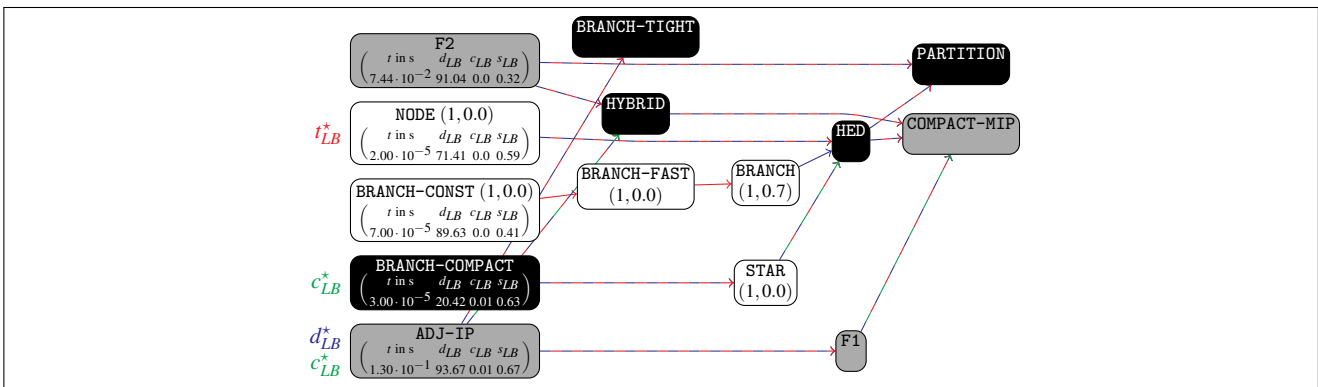 BRANCH-TIGHT
F2
t in s d_LB c_LB s_LB
7.44·10⁻² 91.04 0.0 0.32
PARTITION
HYBRID
t*_LB
NODE (1,0.0)
t in s d_LB c_LB s_LB
2.00·10⁻⁵ 71.41 0.0 0.59
HED
COMPACT-MIP
BRANCH-CONST (1,0.0)
t in s d_LB c_LB s_LB
7.00·10⁻⁵ 89.63 0.0 0.41
BRANCH-FAST
(1,0.0)
BRANCH
(1,0.7)
c*_LB
BRANCH-COMPACT
t in s d_LB c_LB s_LB
3.00·10⁻⁵ 20.42 0.01 0.63
STAR
(1,0.0)
d*_LB
c*_LB
ADJ-IP
t in s d_LB c_LB s_LB
1.30·10⁻¹ 93.67 0.01 0.67
F1